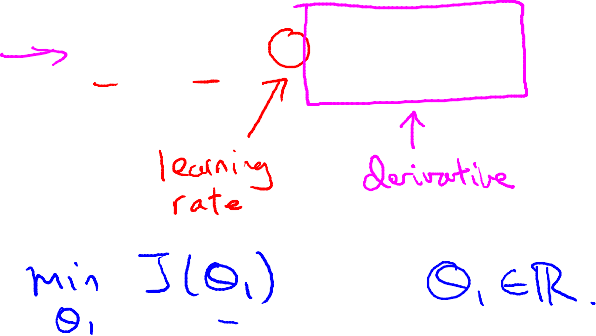 learning
rate
derivative
min J(θ₁) θ₁ ∈ ℝ.
θ₁